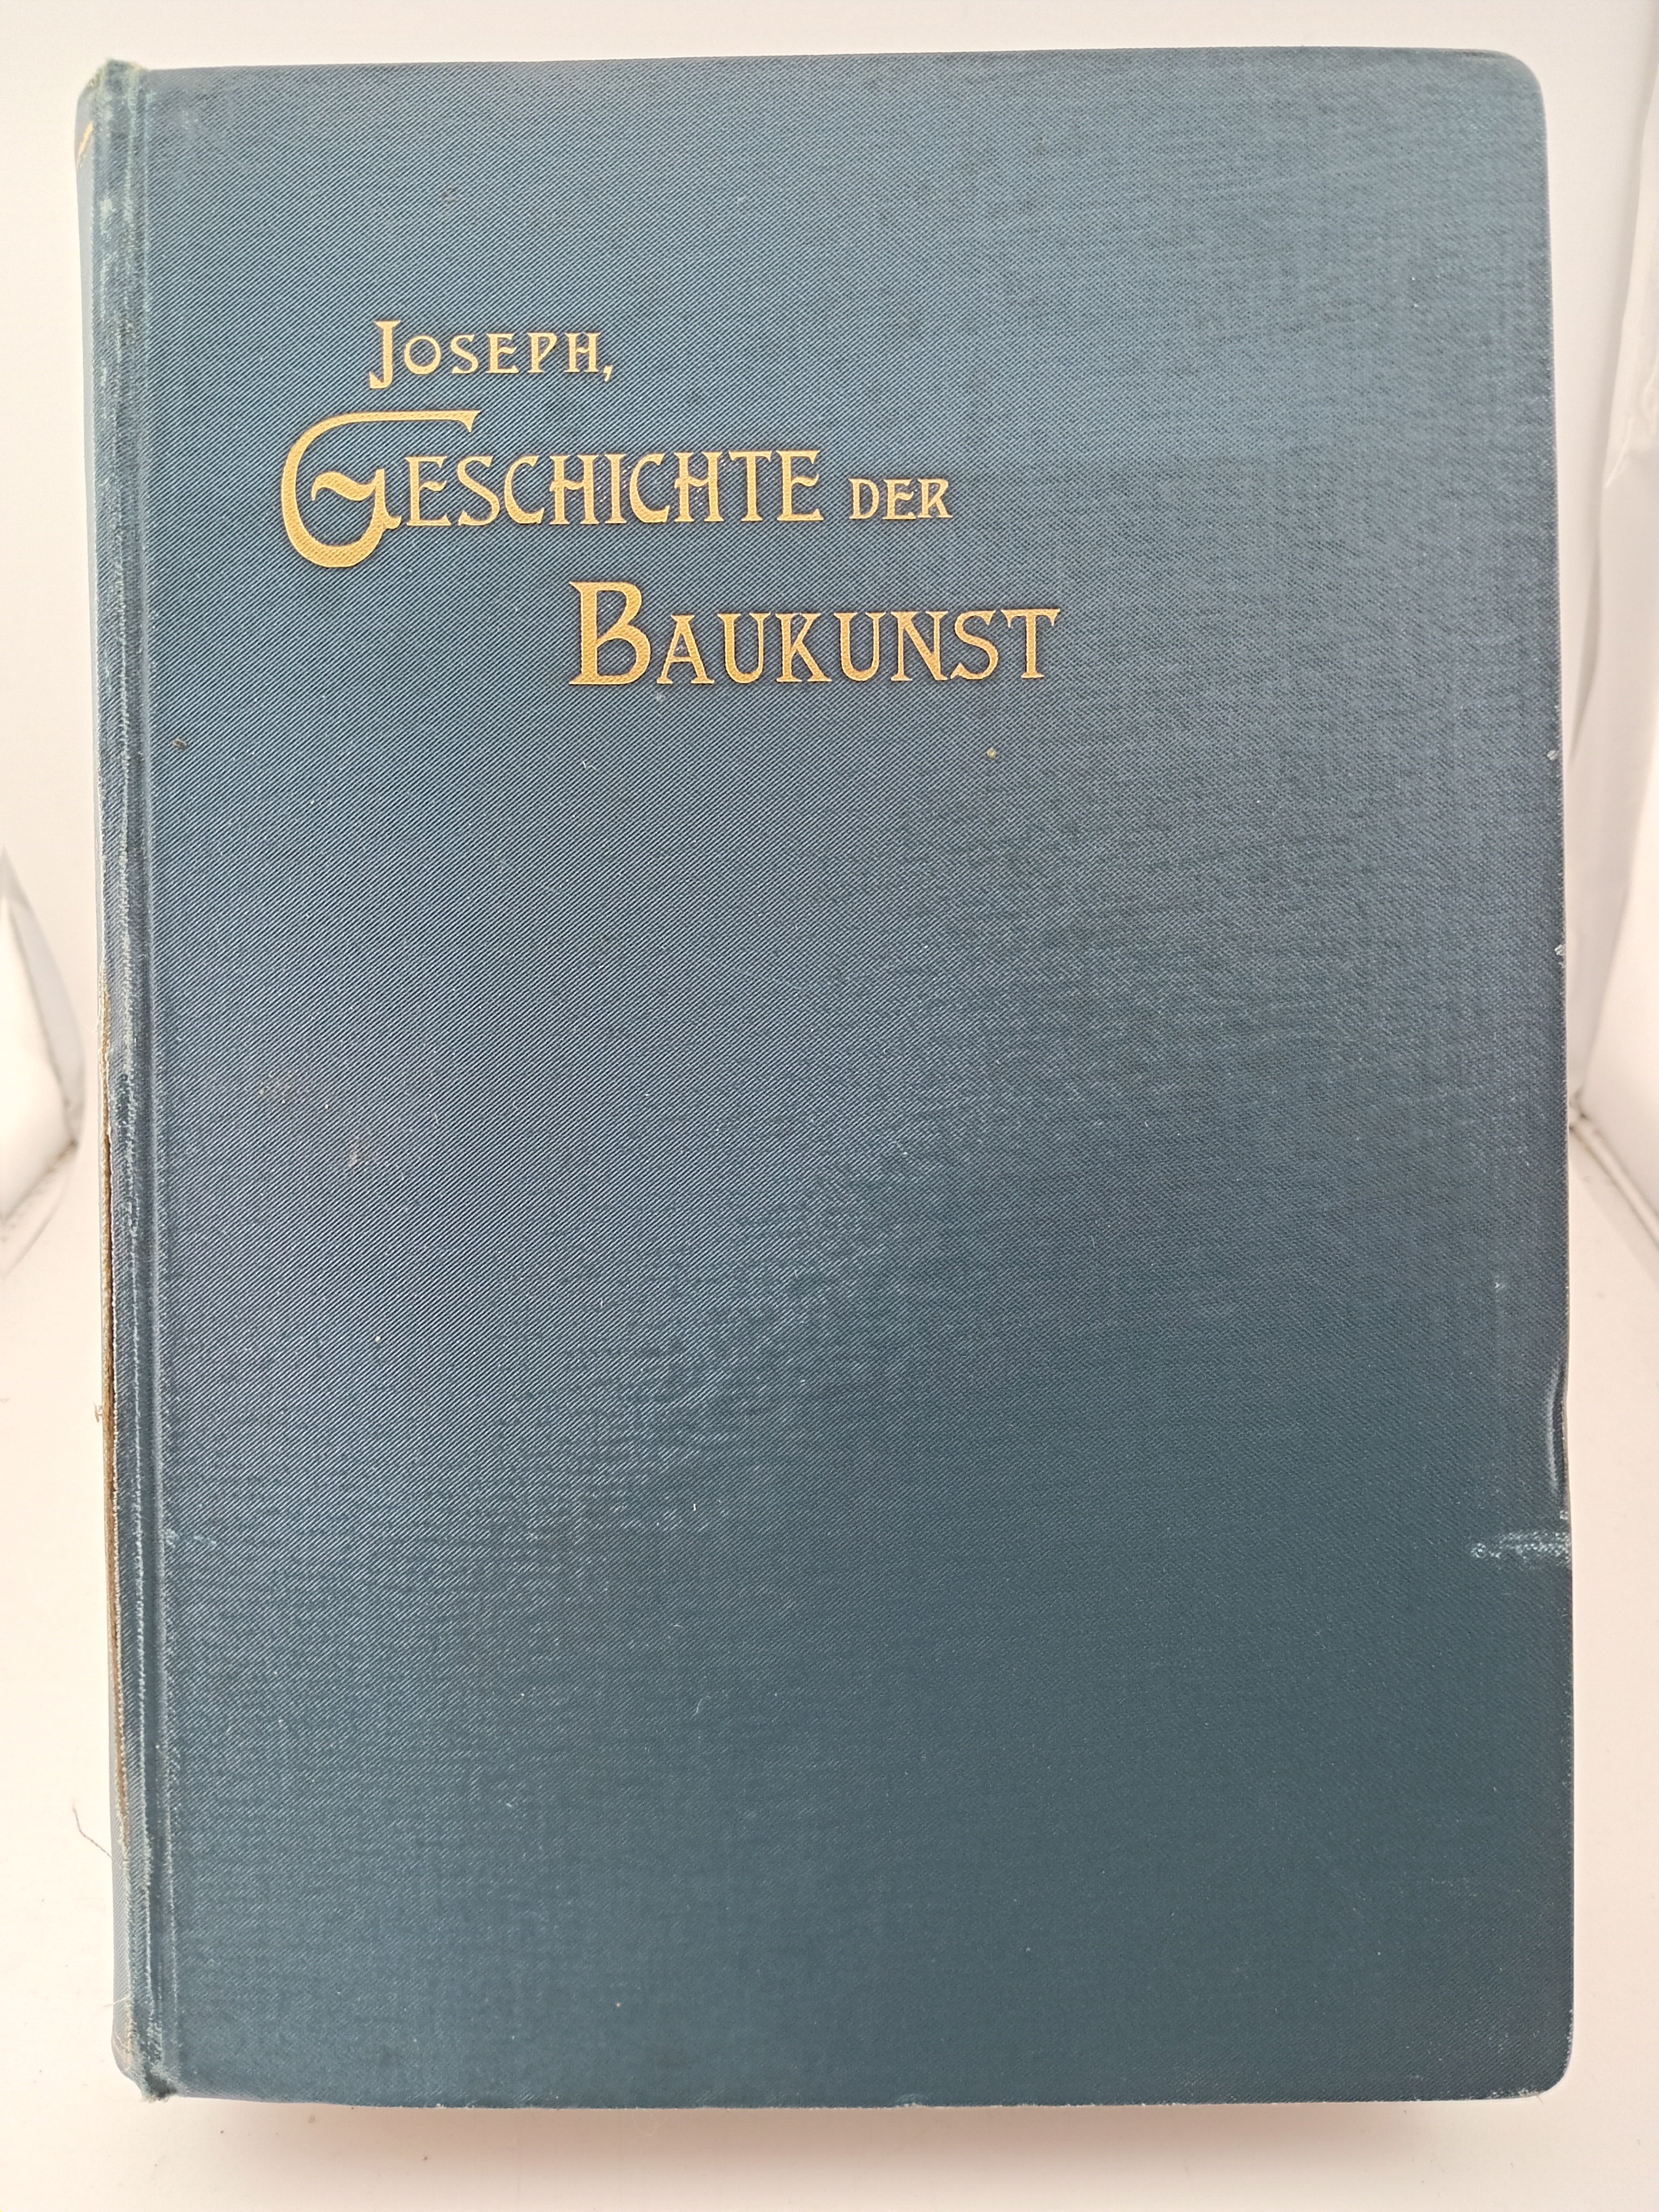 JOSEPH,
GESCHICHTE DER
BAUKUNST